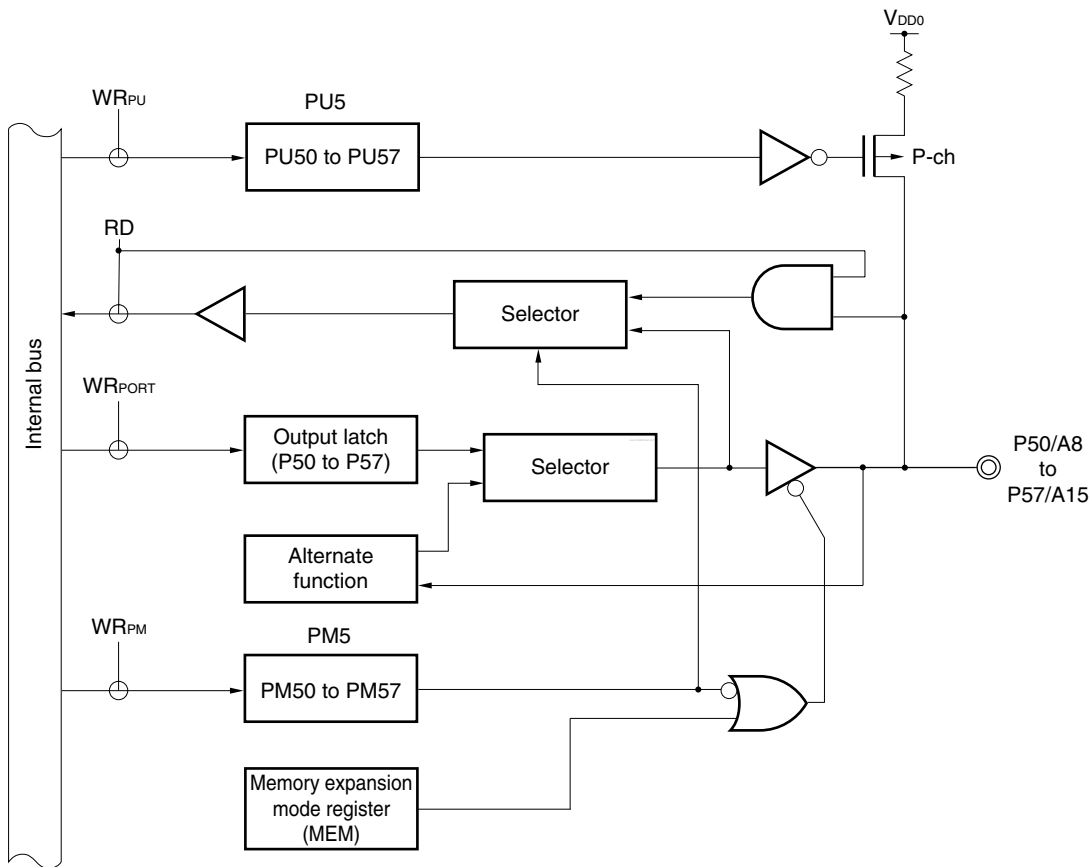 VDD0
WRPU
PU5
PU50 to PU57
P-ch
RD
Selector
Internal bus
WRPORT
Output latch
(P50 to P57)
Selector
P50/A8
to
P57/A15
Alternate
function
WRPM
PM5
PM50 to PM57
Memory expansion
mode register
(MEM)